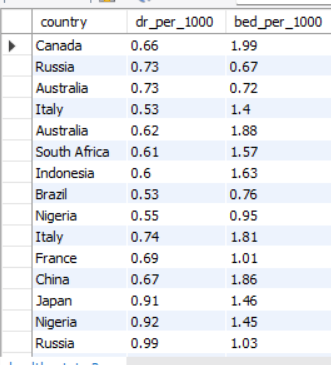 country dr_per_1000 bed_per_1000
Canada 0.66 1.99
Russia 0.73 0.67
Australia 0.73 0.72
Italy 0.53 1.4
Australia 0.62 1.88
South Africa 0.61 1.57
Indonesia 0.6 1.63
Brazil 0.53 0.76
Nigeria 0.55 0.95
Italy 0.74 1.81
France 0.69 1.01
China 0.67 1.86
Japan 0.91 1.46
Nigeria 0.92 1.45
Russia 0.99 1.03